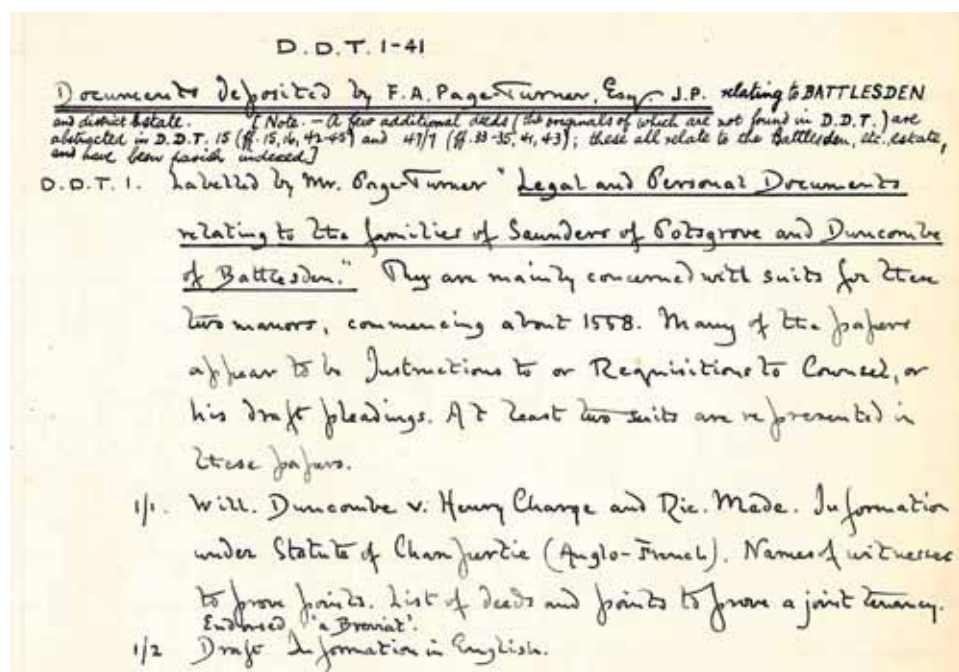 D.D.T. 1-41
Documents deposited by F.A. Page-Turner, Esq. J.P. relating to BATTLESDEN
and district Estate. [Note. - A few additional deeds (the originals of which are not found in D.D.T.) are
abstracted in D.D.T. 15 (ff. 15, 16, 42-45) and 47/7 (ff. 33-35, 41, 43); these all relate to the Battlesden, etc. estate,
and have been parish indexed]
D.D.T. 1. Labelled by Mr. Page-Turner "Legal and Personal Documents
relating to the families of Saunders of Potsgrove and Duncombe
of Battlesden." They are mainly concerned with suits for these
two manors, commencing about 1558. Many of the papers
appear to be Instructions to or Requisitions to Counsel, or
his draft pleadings. At least two suits are represented in
these papers.
1/1. Will. Duncombe v. Henry Charge and Ric. Made. Information
under Statute of Champertie (Anglo-French). Names of witnesses
to prove points. List of deeds and points to prove a joint tenancy.
Endorsed, 'a Breviat'.
1/2 Draft Information in English.